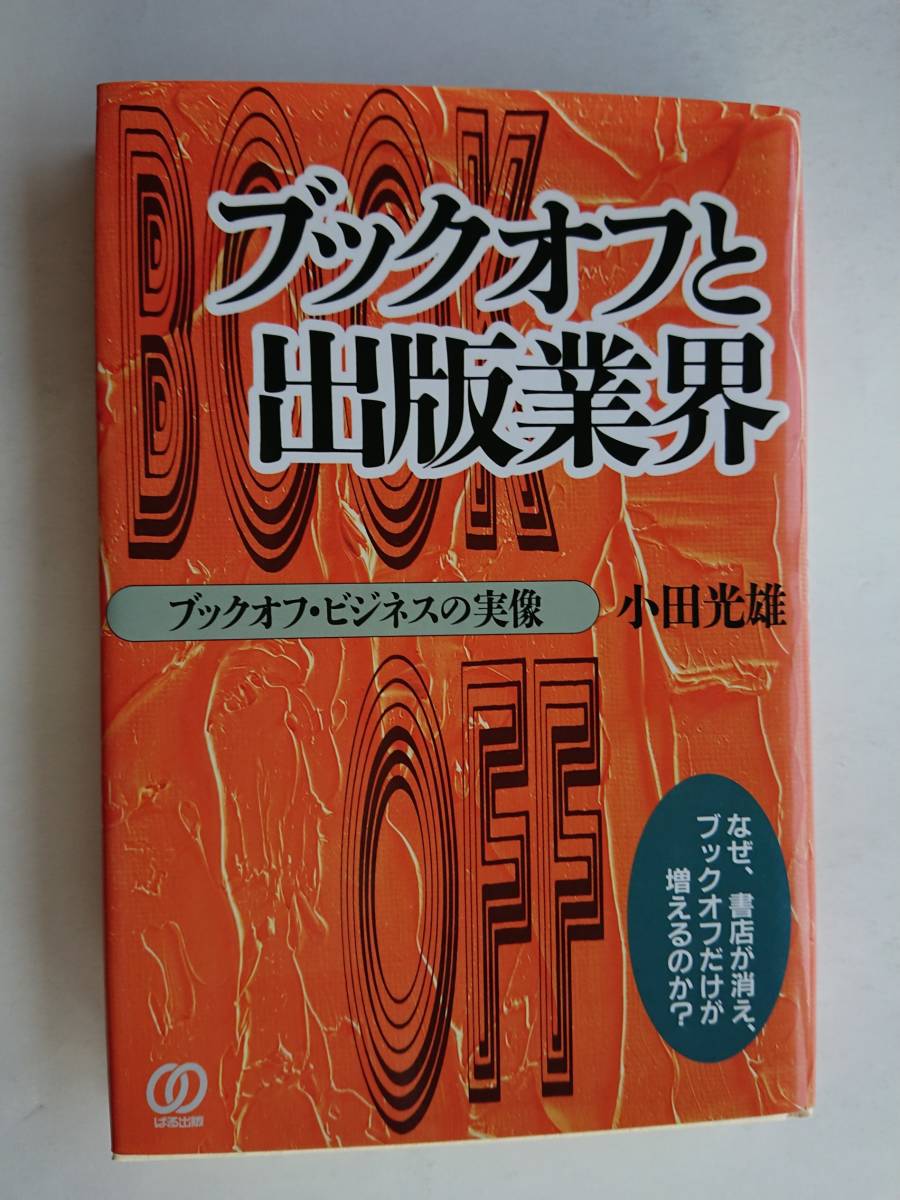 BOOK
ブックオフと
出版業界
ブックオフ・ビジネスの実像
小田光雄
OFF
なぜ、書店が消え、
ブックオフだけが
増えるのか?
ぱる出版